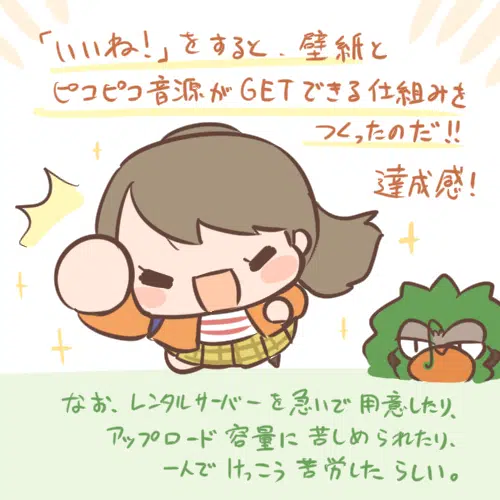 「いいね!」をすると、壁紙と
ピコピコ音源がGETできる仕組みを
つくったのだ!!
達成感!
なお、レンタルサーバーを急いで用意したり、
アップロード容量に苦しめられたり、
一人でけっこう苦労したらしい。